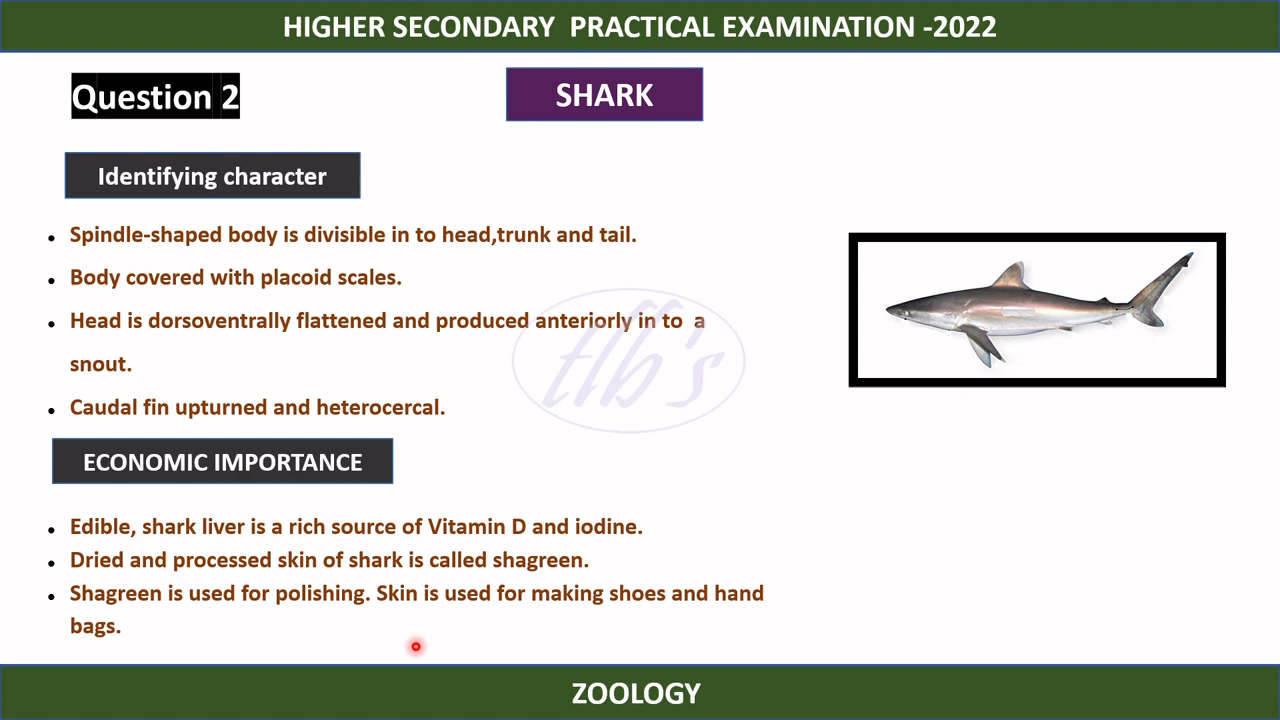 HIGHER SECONDARY PRACTICAL EXAMINATION -2022
Question 2
SHARK
Identifying character
• Spindle-shaped body is divisible in to head,trunk and tail.
• Body covered with placoid scales.
• Head is dorsoventrally flattened and produced anteriorly in to a
snout.
• Caudal fin upturned and heterocercal.
tlb's
ECONOMIC IMPORTANCE
• Edible, shark liver is a rich source of Vitamin D and iodine.
• Dried and processed skin of shark is called shagreen.
• Shagreen is used for polishing. Skin is used for making shoes and hand
bags.
ZOOLOGY